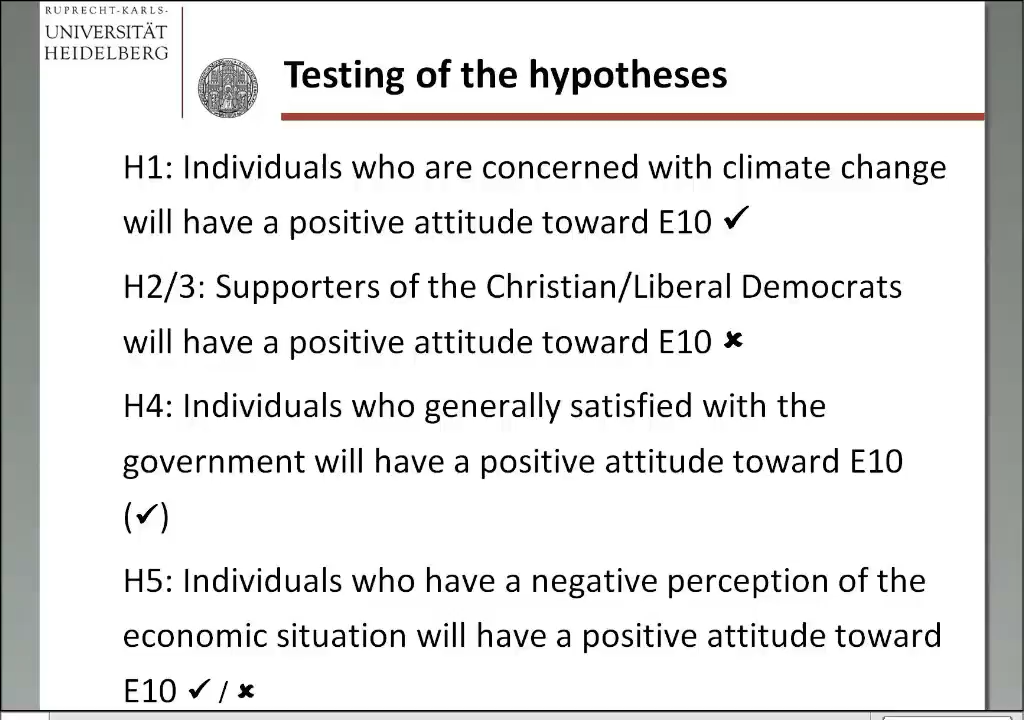 RUPRECHT-KARLS-
UNIVERSITÄT
HEIDELBERG
Testing of the hypotheses
H1: Individuals who are concerned with climate change
will have a positive attitude toward E10 ✓
H2/3: Supporters of the Christian/Liberal Democrats
will have a positive attitude toward E10 ✖
H4: Individuals who generally satisfied with the
government will have a positive attitude toward E10
(✓)
H5: Individuals who have a negative perception of the
economic situation will have a positive attitude toward
E10 ✓ / ✖